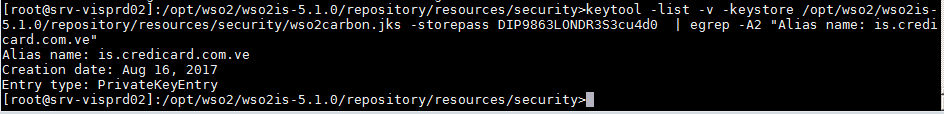 [root@srv-visprd02]:/opt/wso2/wso2is-5.1.0/repository/resources/security>keytool -list -v -keystore /opt/wso2/wso2is-
5.1.0/repository/resources/security/wso2carbon.jks -storepass DIP9863LONDR3S3cu4d0  | egrep -A2 "Alias name: is.credi
card.com.ve"
Alias name: is.credicard.com.ve
Creation date: Aug 16, 2017
Entry type: PrivateKeyEntry
[root@srv-visprd02]:/opt/wso2/wso2is-5.1.0/repository/resources/security>